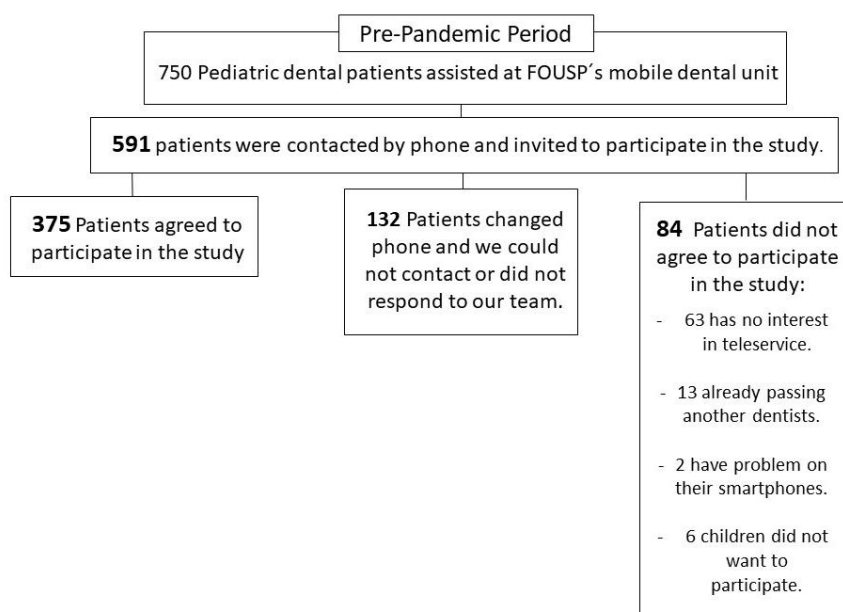 Pre-Pandemic Period
750 Pediatric dental patients assisted at FOUSP´s mobile dental unit
591 patients were contacted by phone and invited to participate in the study.
375 Patients agreed to
participate in the study
132 Patients changed
phone and we could
not contact or did not
respond to our team.
84 Patients did not
agree to participate
in the study:
- 63 has no interest
in teleservice.
- 13 already passing
another dentists.
- 2 have problem on
their smartphones.
- 6 children did not
want to
participate.